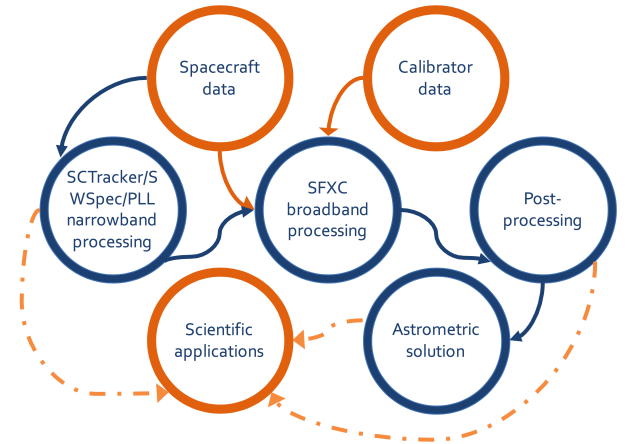 Spacecraft
data
Calibrator
data
SCTracker/S
WSpec/PLL
narrowband
processing
SFXC
broadband
processing
Post-
processing
Scientific
applications
Astrometric
solution